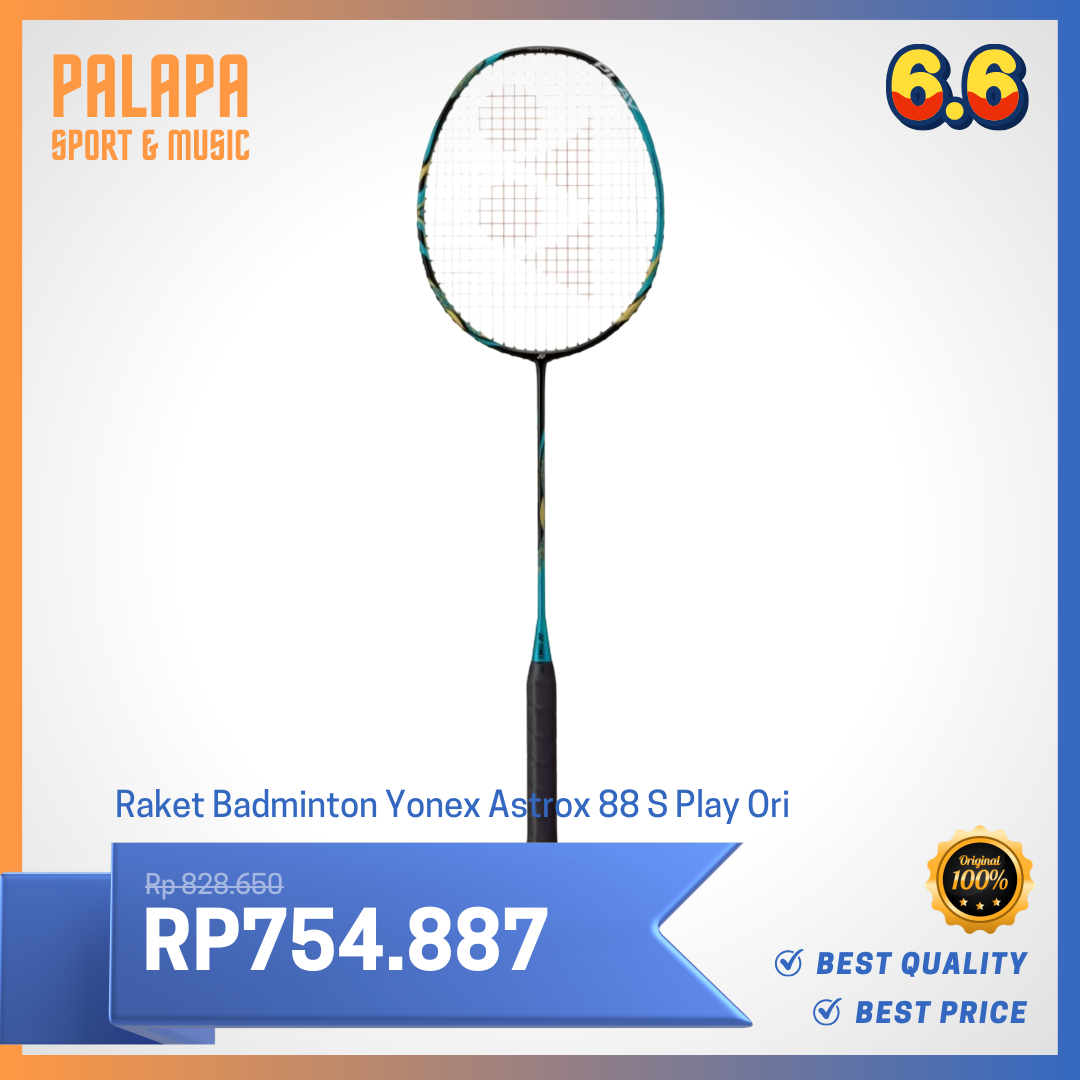 PALAPA
SPORT & MUSIC
6.6
PLAY
Raket Badminton Yonex Astrox 88 S Play Ori
Rp 828.650
RP754.887
Original
100%
BEST QUALITY
BEST PRICE